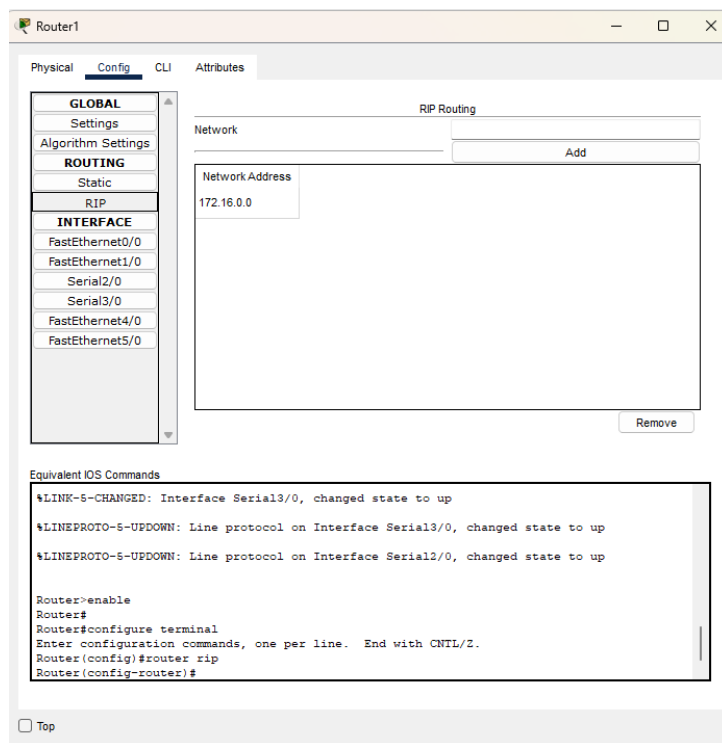 Router1
Physical Config CLI Attributes
GLOBAL
Settings
Algorithm Settings
ROUTING
Static
RIP
INTERFACE
FastEthernet0/0
FastEthernet1/0
Serial2/0
Serial3/0
FastEthernet4/0
FastEthernet5/0
RIP Routing
Network
Add
Network Address
172.16.0.0
Remove
Equivalent IOS Commands
%LINK-5-CHANGED: Interface Serial3/0, changed state to up
%LINEPROTO-5-UPDOWN: Line protocol on Interface Serial3/0, changed state to up
%LINEPROTO-5-UPDOWN: Line protocol on Interface Serial2/0, changed state to up
Router>enable
Router#
Router#configure terminal
Enter configuration commands, one per line.  End with CNTL/Z.
Router(config)#router rip
Router(config-router)#
Top